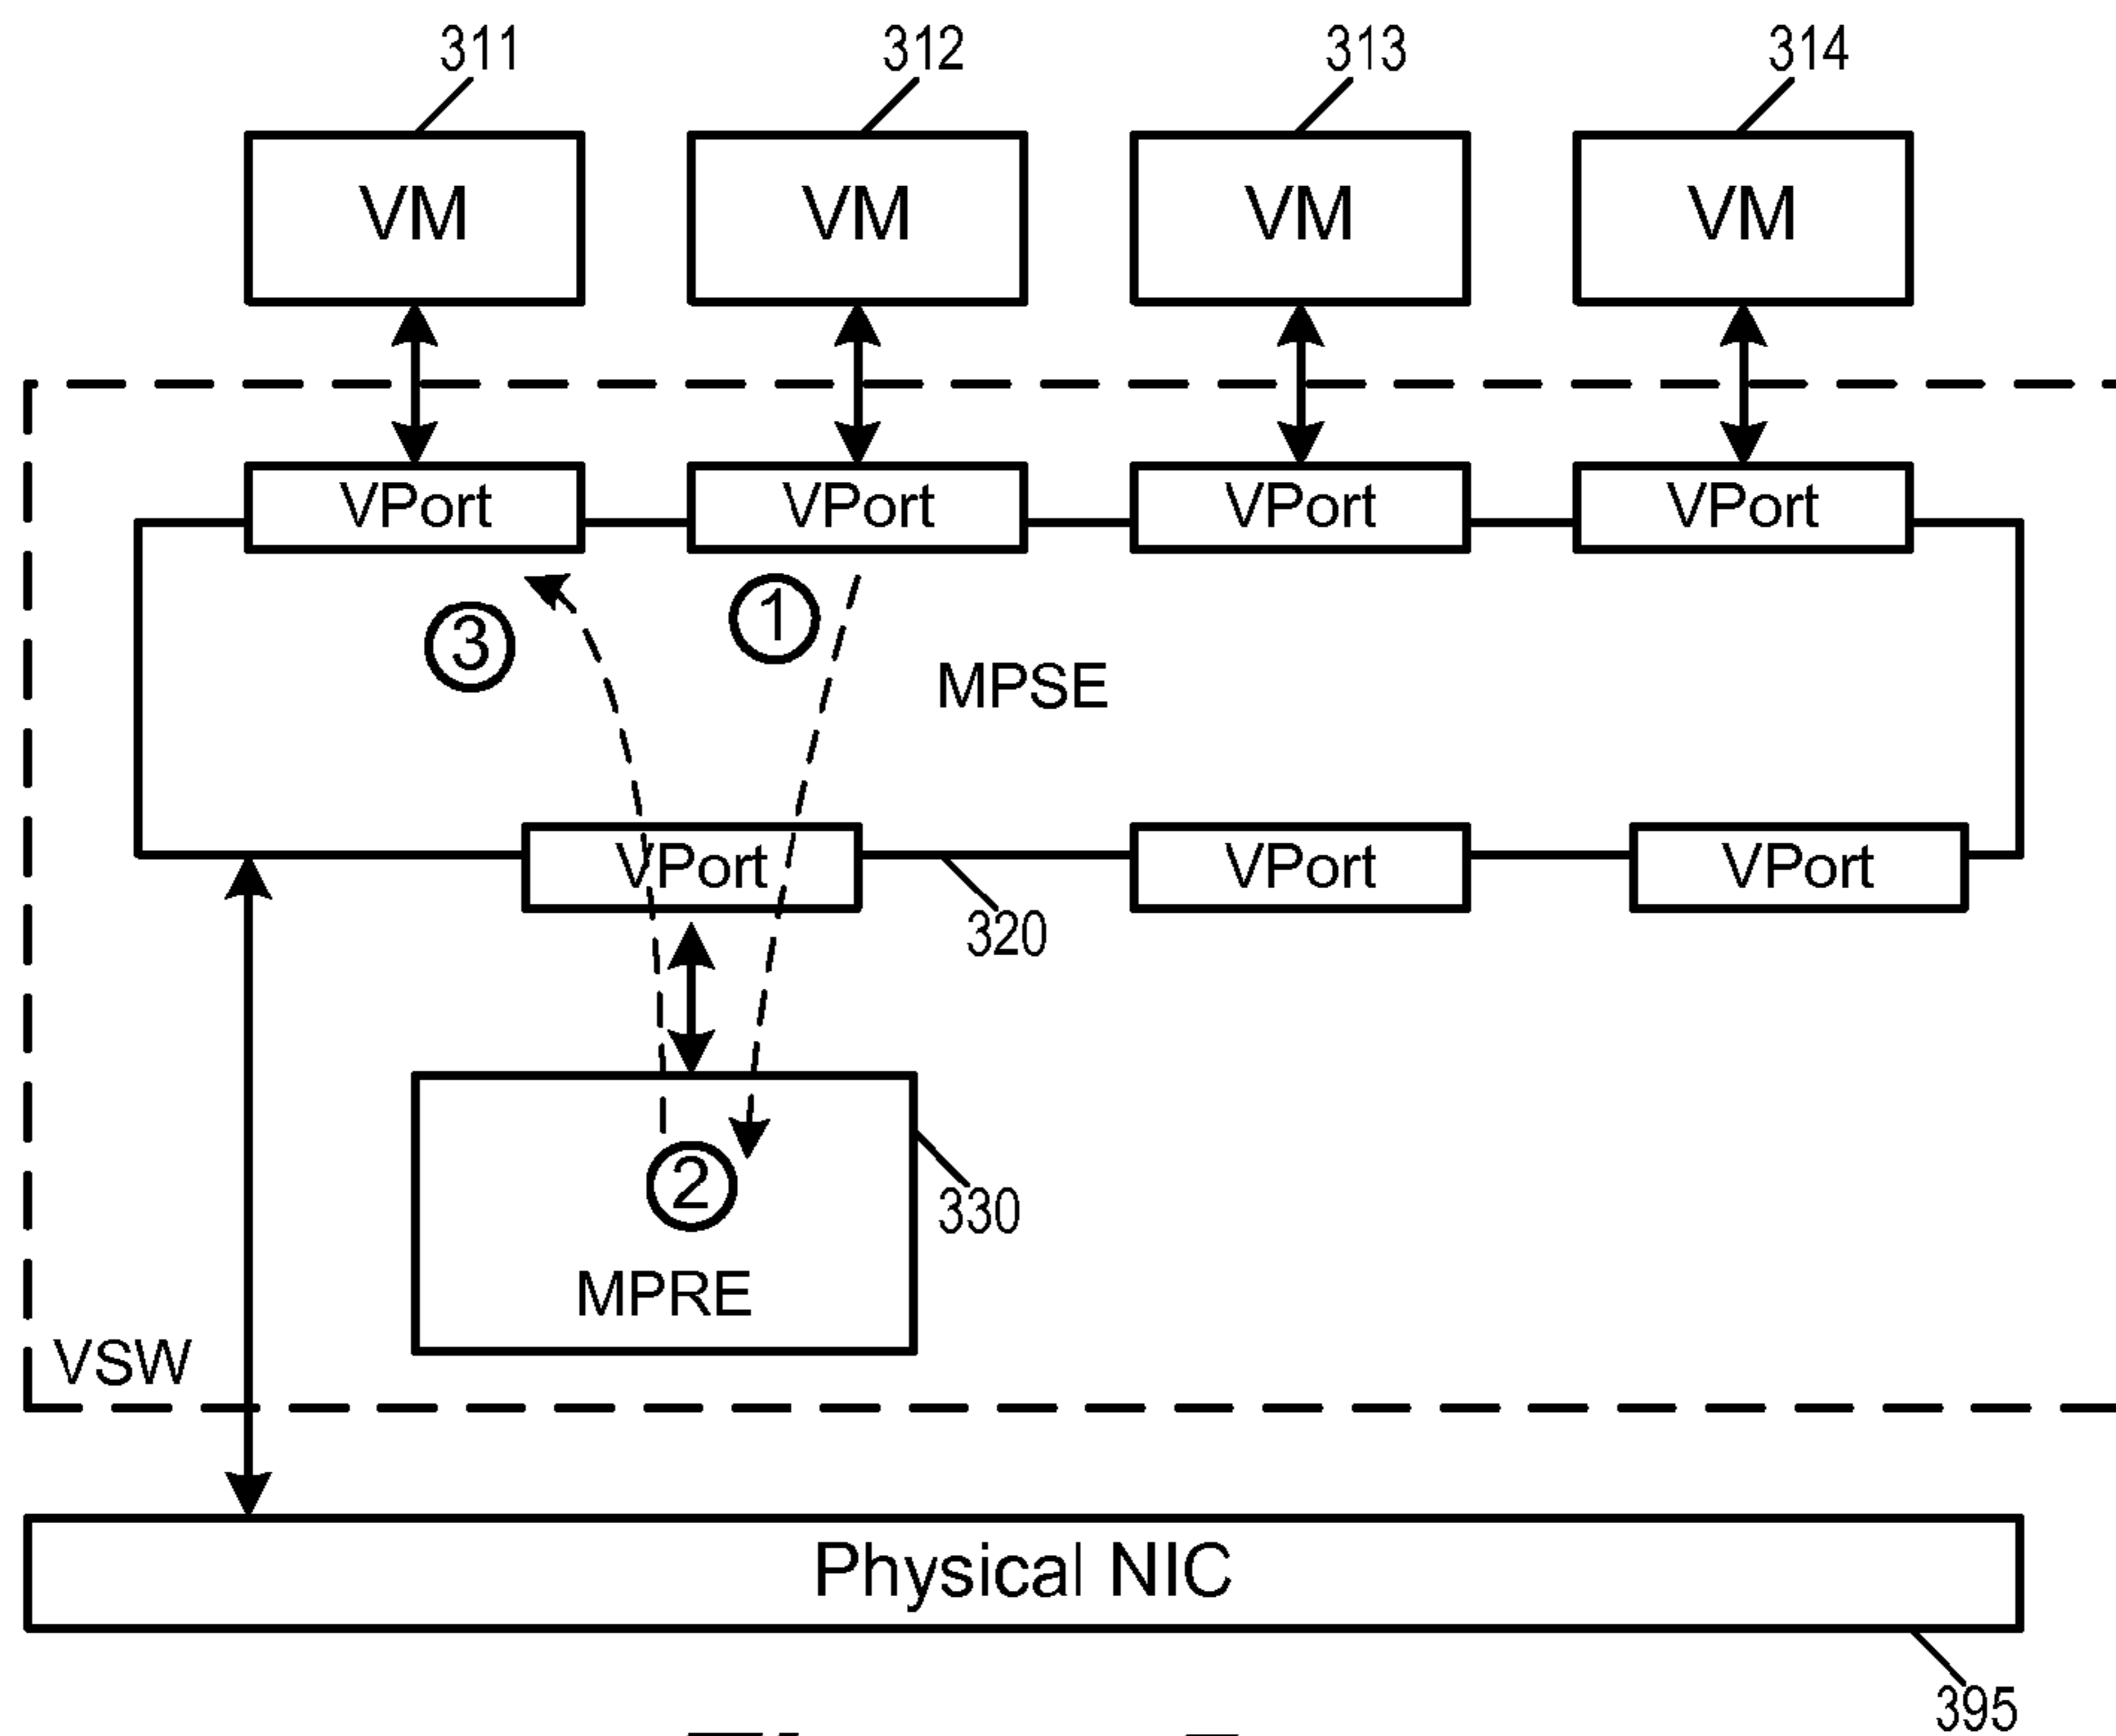 311 312 313 314
VM VM VM VM
VPort VPort VPort VPort
3 1
MPSE
VPort VPort VPort
320
2
330
MPRE
VSW
Physical NIC
395